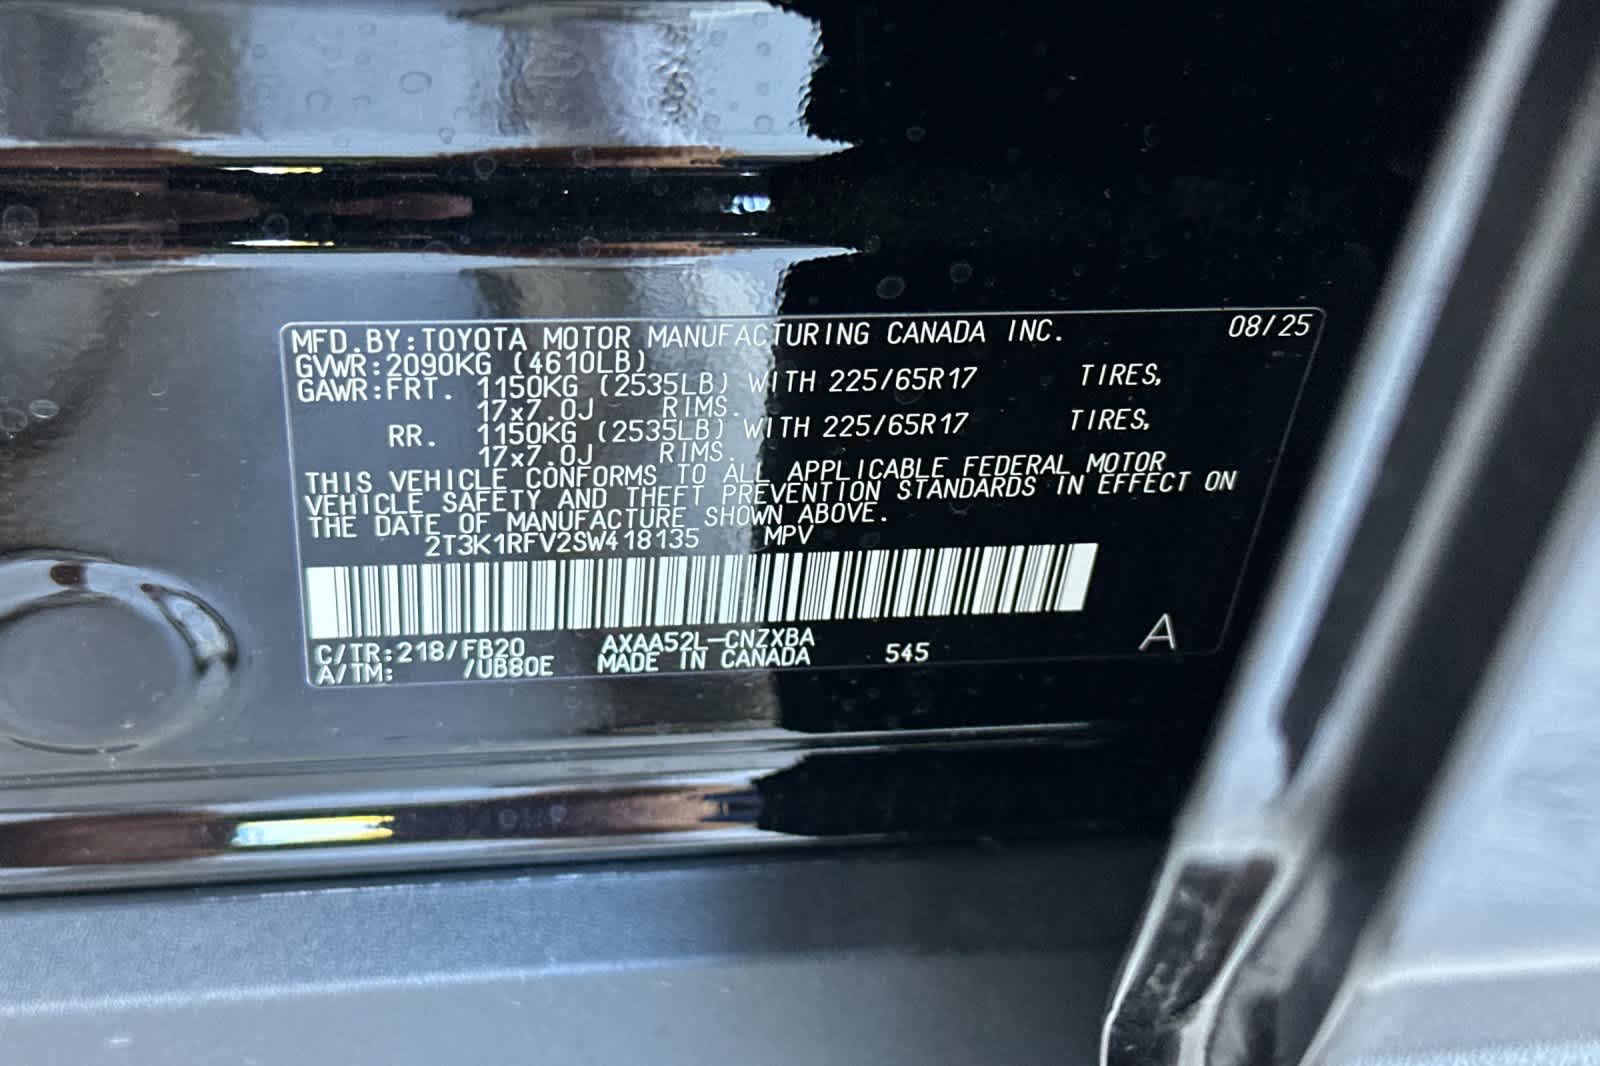 MFD.BY:TOYOTA MOTOR MANUFACTURING CANADA INC. 08/25
GVWR:2090KG (4610LB)
GAWR:FRT. 1150KG (2535LB) WITH 225/65R17 TIRES,
17x7.0J RIMS.
RR. 1150KG (2535LB) WITH 225/65R17 TIRES,
17x7.0J RIMS.
THIS VEHICLE CONFORMS TO ALL APPLICABLE FEDERAL MOTOR
VEHICLE SAFETY AND THEFT PREVENTION STANDARDS IN EFFECT ON
THE DATE OF MANUFACTURE SHOWN ABOVE.
2T3K1RFV2SW418135 MPV
C/TR:218/FB20 AXAA52L-CNZXBA 545 A
A/TM: /UB80E MADE IN CANADA